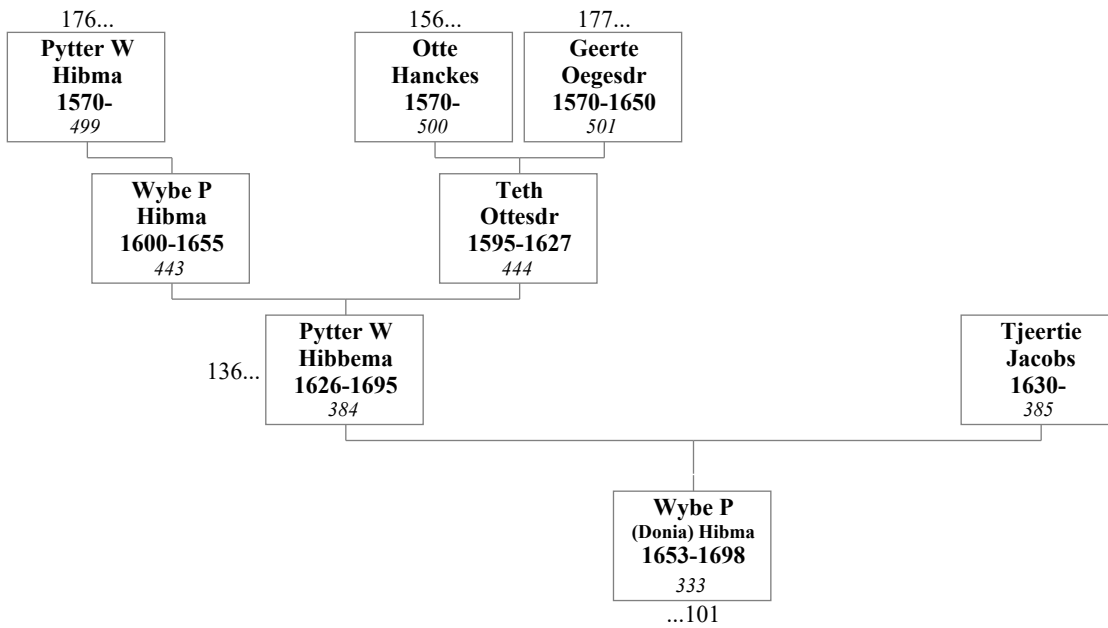 176...
156...
177...
Pytter W
Hibma
1570-
499
Otte
Hanckes
1570-
500
Geerte
Oegesdr
1570-1650
501
Wybe P
Hibma
1600-1655
443
Teth
Ottesdr
1595-1627
444
136...
Pytter W
Hibbema
1626-1695
384
Tjeertie
Jacobs
1630-
385
Wybe P
(Donia) Hibma
1653-1698
333
...101